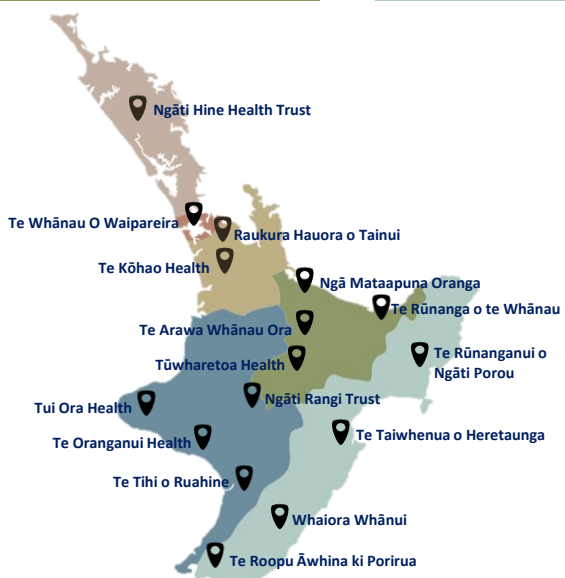 Ngāti Hine Health Trust
Te Whānau O Waipareira
Raukura Hauora o Tainui
Te Kōhao Health
Ngā Mataapuna Oranga
Te Rūnanga o te Whānau
Te Arawa Whānau Ora
Te Rūnanganui o
Ngāti Porou
Tūwharetoa Health
Ngāti Rangi Trust
Tui Ora Health
Te Taiwhenua o Heretaunga
Te Oranganui Health
Te Tihi o Ruahine
Whaiora Whānui
Te Roopu Āwhina ki Porirua